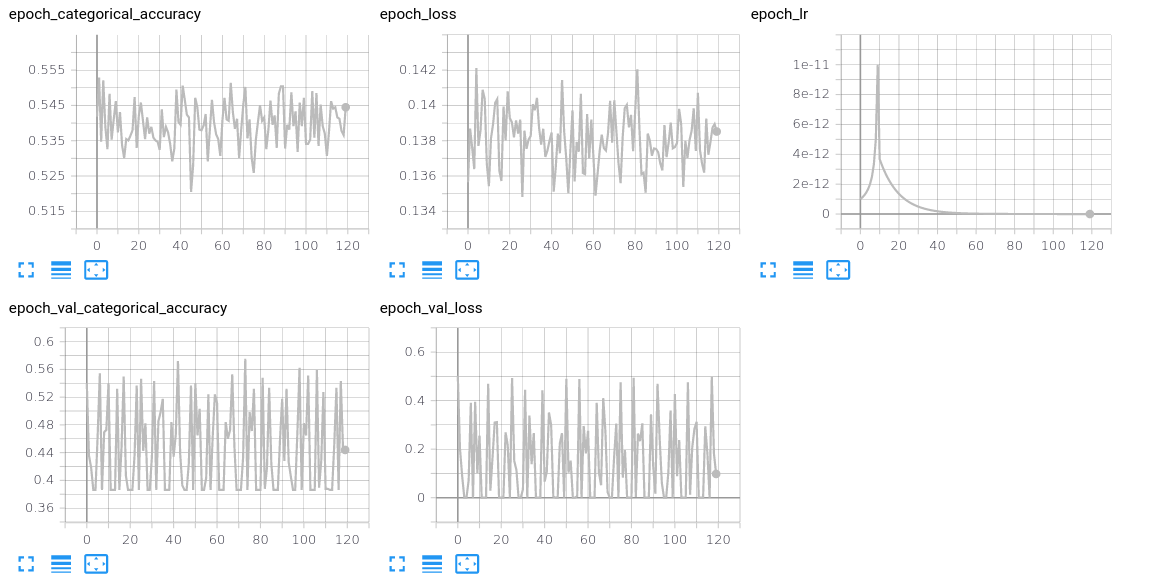 epoch_categorical_accuracy
0.555
0.545
0.535
0.525
0.515
0 20 40 60 80 100 120
epoch_loss
0.142
0.14
0.138
0.136
0.134
0 20 40 60 80 100 120
epoch_lr
1e-11
8e-12
6e-12
4e-12
2e-12
0
0 20 40 60 80 100 120
epoch_val_categorical_accuracy
0.6
0.56
0.52
0.48
0.44
0.4
0.36
0 20 40 60 80 100 120
epoch_val_loss
0.6
0.4
0.2
0
0 20 40 60 80 100 120